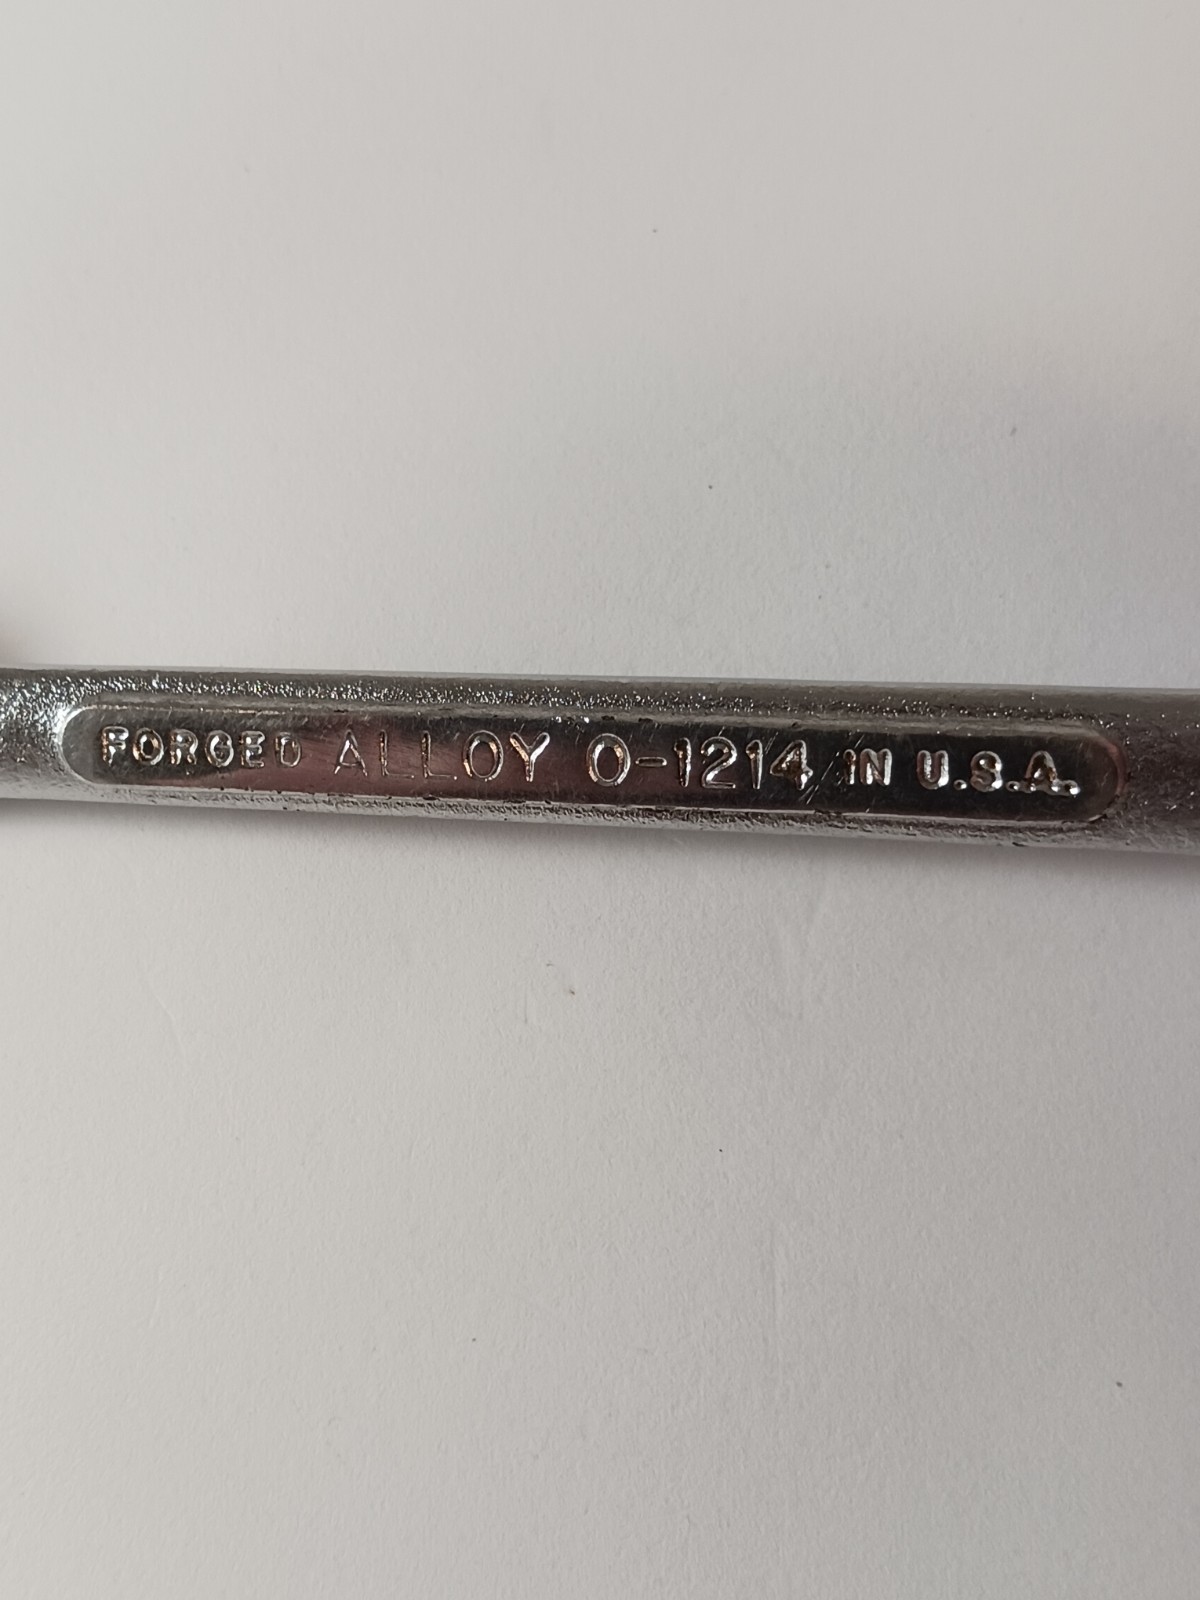 FORGED ALLOY O-1214 IN U.S.A.